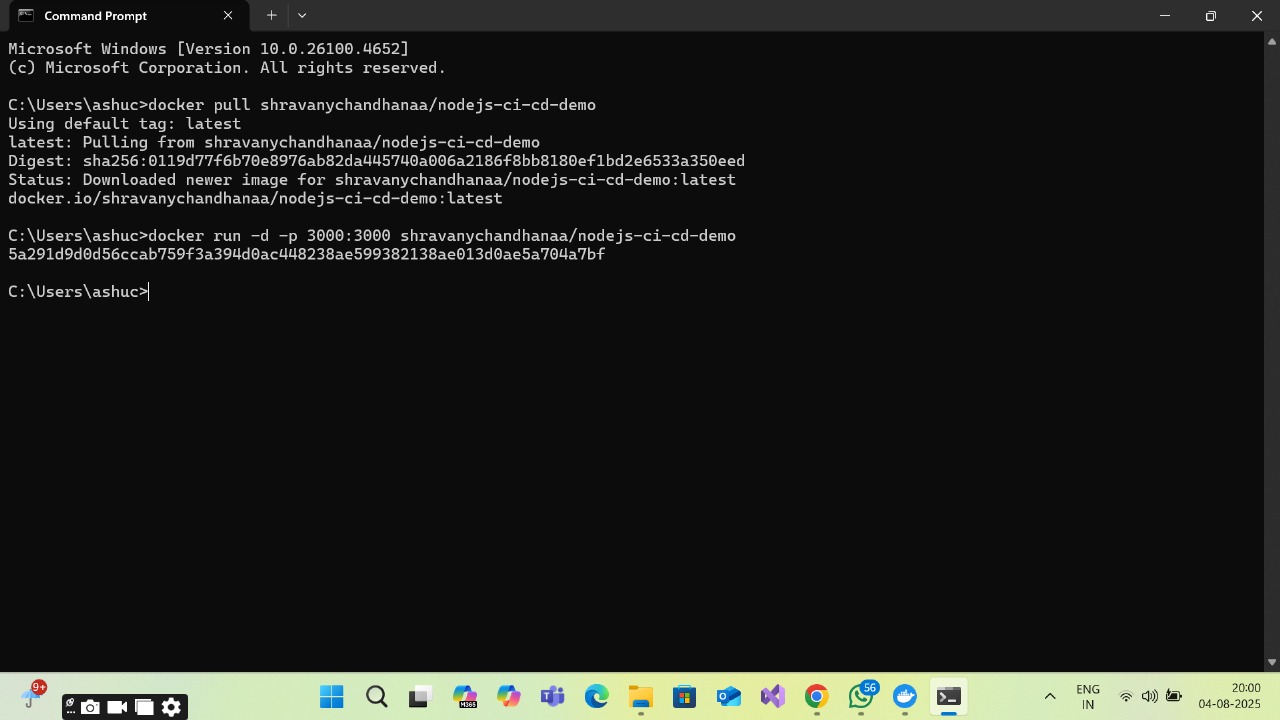 Command Prompt
Microsoft Windows [Version 10.0.26100.4652]
(c) Microsoft Corporation. All rights reserved.
C:\Users\ashuc>docker pull shravanychandhanaa/nodejs-ci-cd-demo
Using default tag: latest
latest: Pulling from shravanychandhanaa/nodejs-ci-cd-demo
Digest: sha256:0119d77f6b70e8976ab82da445740a006a2186f8bb8180ef1bd2e6533a350eed
Status: Downloaded newer image for shravanychandhanaa/nodejs-ci-cd-demo:latest
docker.io/shravanychandhanaa/nodejs-ci-cd-demo:latest
C:\Users\ashuc>docker run -d -p 3000:3000 shravanychandhanaa/nodejs-ci-cd-demo
5a291d9d0d56ccab759f3a394d0ac448238ae599382138ae013d0ae5a704a7bf
C:\Users\ashuc>
9+
M365
56
ENG
IN
20:00
04-08-2025